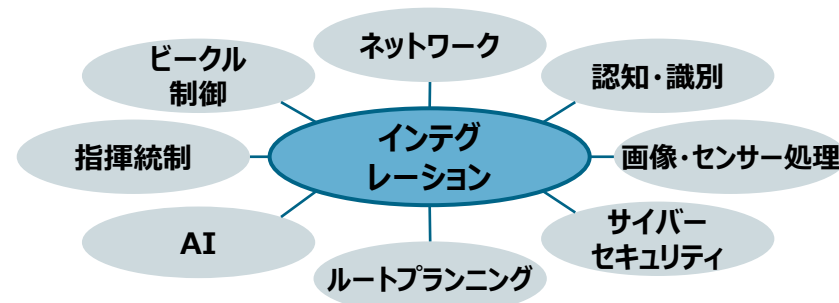 ネットワーク
ビークル
制御
認知・識別
指揮統制
インテグ
レーション
画像・センサー処理
AI
サイバー
セキュリティ
ルートプランニング